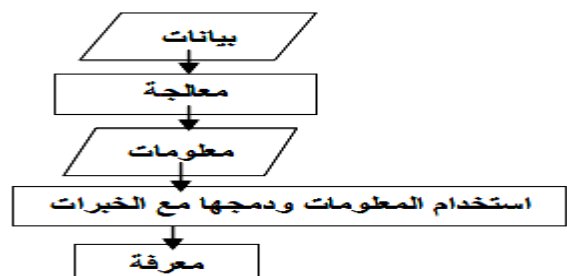 بيانات
معالجة
معلومات
استخدام المعلومات ودمجها مع الخبرات
معرفة